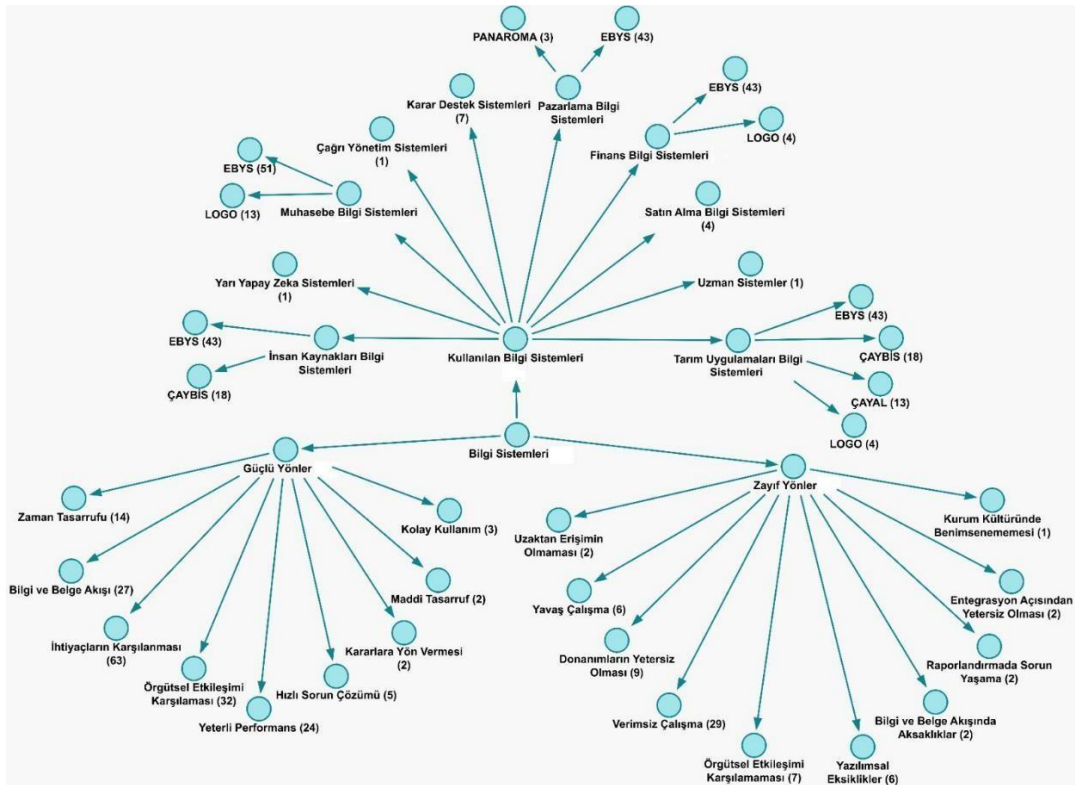 PANAROMA (3)
EBYS (43)
EBYS (43)
Karar Destek Sistemleri
(7)
Pazarlama Bilgi
Sistemleri
LOGO (4)
Çağrı Yönetim Sistemleri
(1)
Finans Bilgi Sistemleri
EBYS (51)
LOGO (13)
Muhasebe Bilgi Sistemleri
Satın Alma Bilgi Sistemleri
(4)
Yarı Yapay Zeka Sistemleri
(1)
Uzman Sistemler (1)
EBYS (43)
EBYS (43)
İnsan Kaynakları Bilgi
Sistemleri
Kullanılan Bilgi Sistemleri
Tarım Uygulamaları Bilgi
Sistemleri
ÇAYBİS (18)
ÇAYBİS (18)
ÇAYAL (13)
LOGO (4)
Bilgi Sistemleri
Güçlü Yönler
Zayıf Yönler
Zaman Tasarrufu (14)
Kolay Kullanım (3)
Bilgi ve Belge Akışı (27)
Maddi Tasarruf (2)
İhtiyaçların Karşılanması
(63)
Kararlara Yön Vermesi
(2)
Örgütsel Etkileşimi
Karşılaması (32)
Hızlı Sorun Çözümü (5)
Yeterli Performans (24)
Uzaktan Erişimin
Olmaması (2)
Kurum Kültüründe
Benimsenememesi (1)
Yavaş Çalışma (6)
Entegrasyon Açısından
Yetersiz Olması (2)
Donanımların Yetersiz
Olması (9)
Raporlandırmada Sorun
Yaşama (2)
Verimsiz Çalışma (29)
Bilgi ve Belge Akışında
Aksaklıklar (2)
Örgütsel Etkileşimi
Karşılamaması (7)
Yazılımsal
Eksiklikler (6)